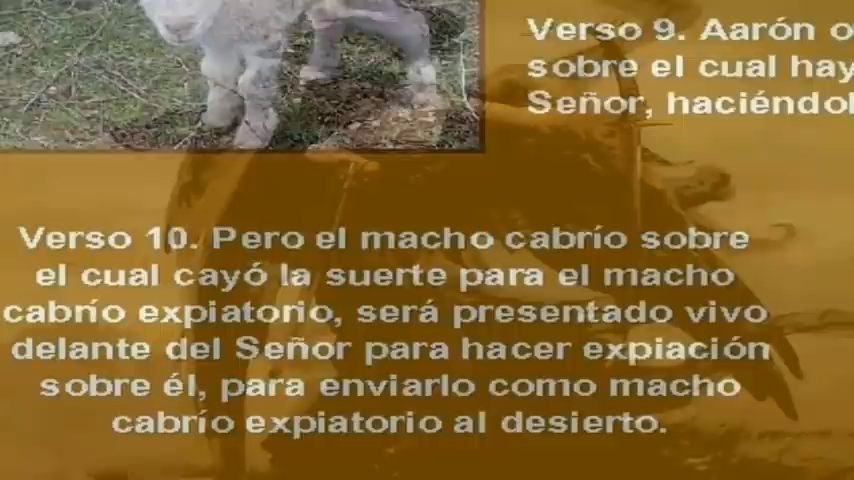 Verso 9. Aarón
sobre el cual hay
Señor,
Verso 10. Pero el macho cabrío sobre
el cual cayó la suerte para el macho
cabrío expiatorio, será presentado vivo
delante del Señor para hacer expiación
sobre él, para enviarlo como macho
cabrío expiatorio al desierto.